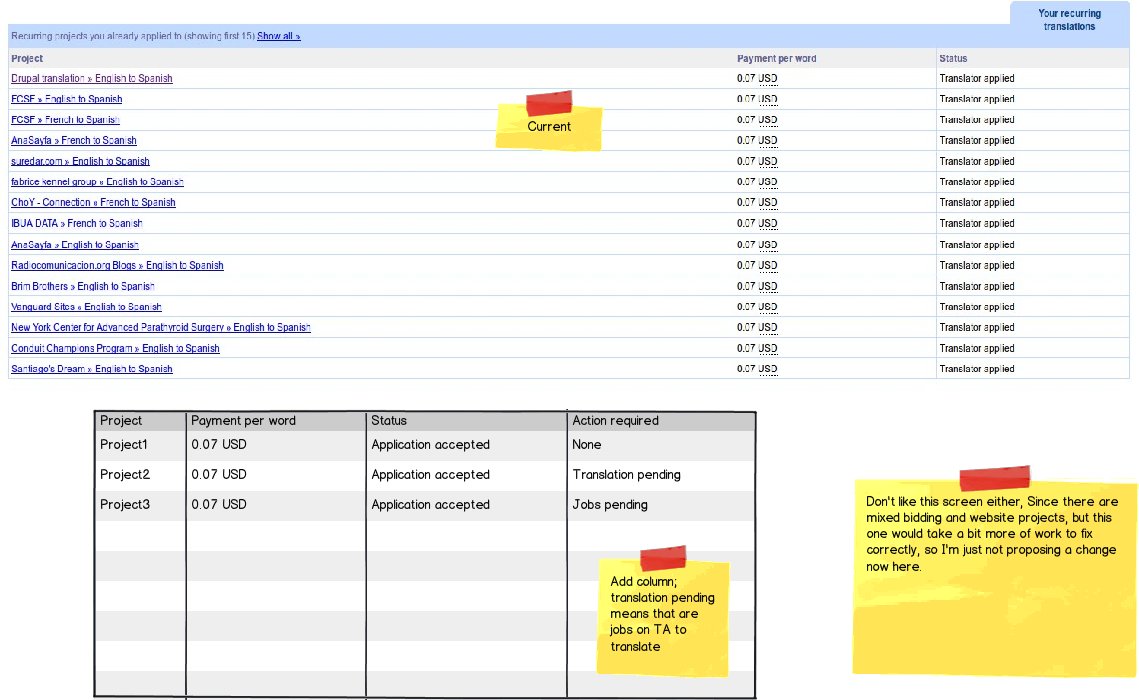 Your recurring
translations
Recurring projects you already applied to (showing first 15) Show all »
Project Payment per word Status
Drupal translation » English to Spanish 0.07 USD Translator applied
FCSF » English to Spanish 0.07 USD Translator applied
FCSF » French to Spanish 0.07 USD Translator applied
AnaSayfa » French to Spanish 0.07 USD Translator applied
suredar.com » English to Spanish 0.07 USD Translator applied
fabrice kennel group » English to Spanish 0.07 USD Translator applied
ChoY - Connection » French to Spanish 0.07 USD Translator applied
IBUA DATA » French to Spanish 0.07 USD Translator applied
AnaSayfa » English to Spanish 0.07 USD Translator applied
Radiocomunicacion.org Blogs » English to Spanish 0.07 USD Translator applied
Brim Brothers » English to Spanish 0.07 USD Translator applied
Vanguard Sites » English to Spanish 0.07 USD Translator applied
New York Center for Advanced Parathyroid Surgery » English to Spanish 0.07 USD Translator applied
Conduit Champions Program » English to Spanish 0.07 USD Translator applied
Santiago's Dream » English to Spanish 0.07 USD Translator applied
Current
Project Payment per word Status Action required
Project1 0.07 USD Application accepted None
Project2 0.07 USD Application accepted Translation pending
Project3 0.07 USD Application accepted Jobs pending
Add column;
translation pending
means that are
jobs on TA to
translate
Don't like this screen either, Since there are
mixed bidding and website projects, but this
one would take a bit more of work to fix
correctly, so I'm just not proposing a change
now here.